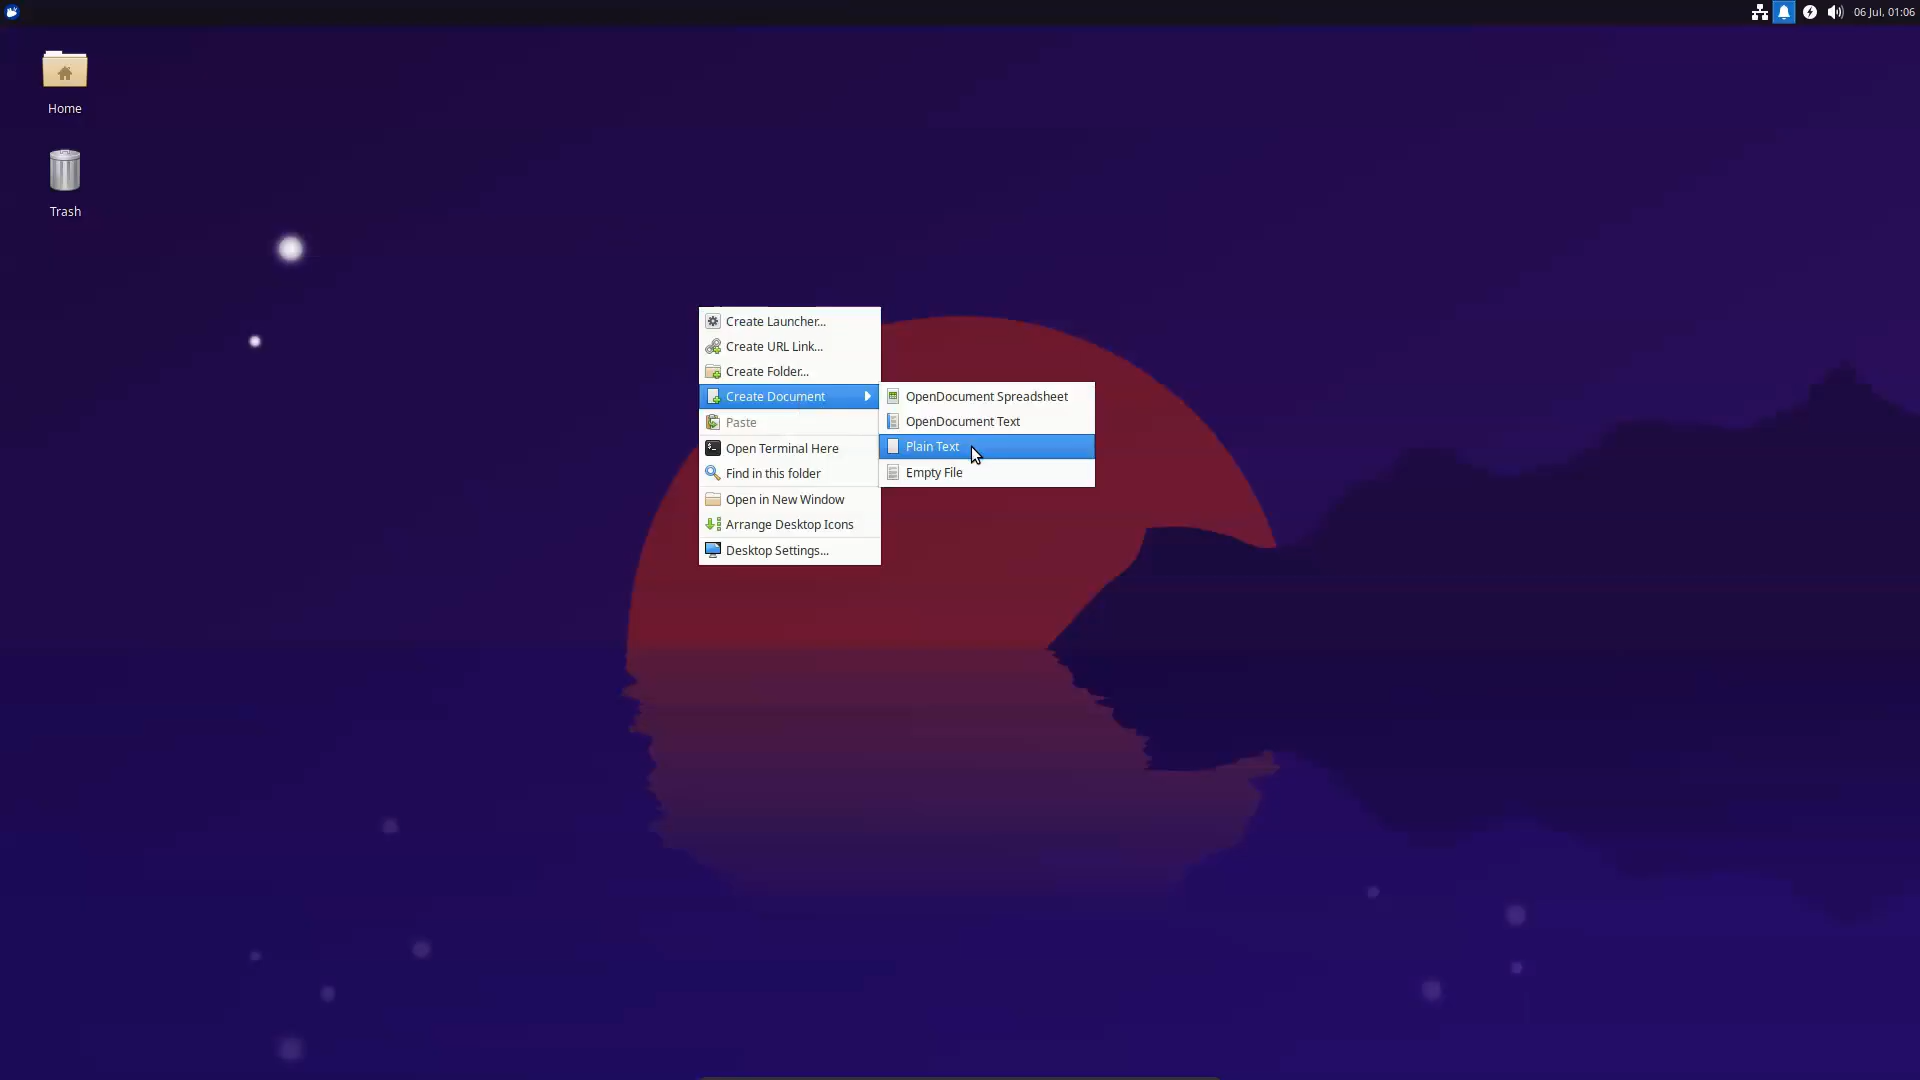 06 Jul, 01:06
Home
Trash
Create Launcher...
Create URL Link...
Create Folder...
Create Document
Paste
Open Terminal Here
Find in this folder
Open in New Window
Arrange Desktop Icons
Desktop Settings...
OpenDocument Spreadsheet
OpenDocument Text
Plain Text
Empty File